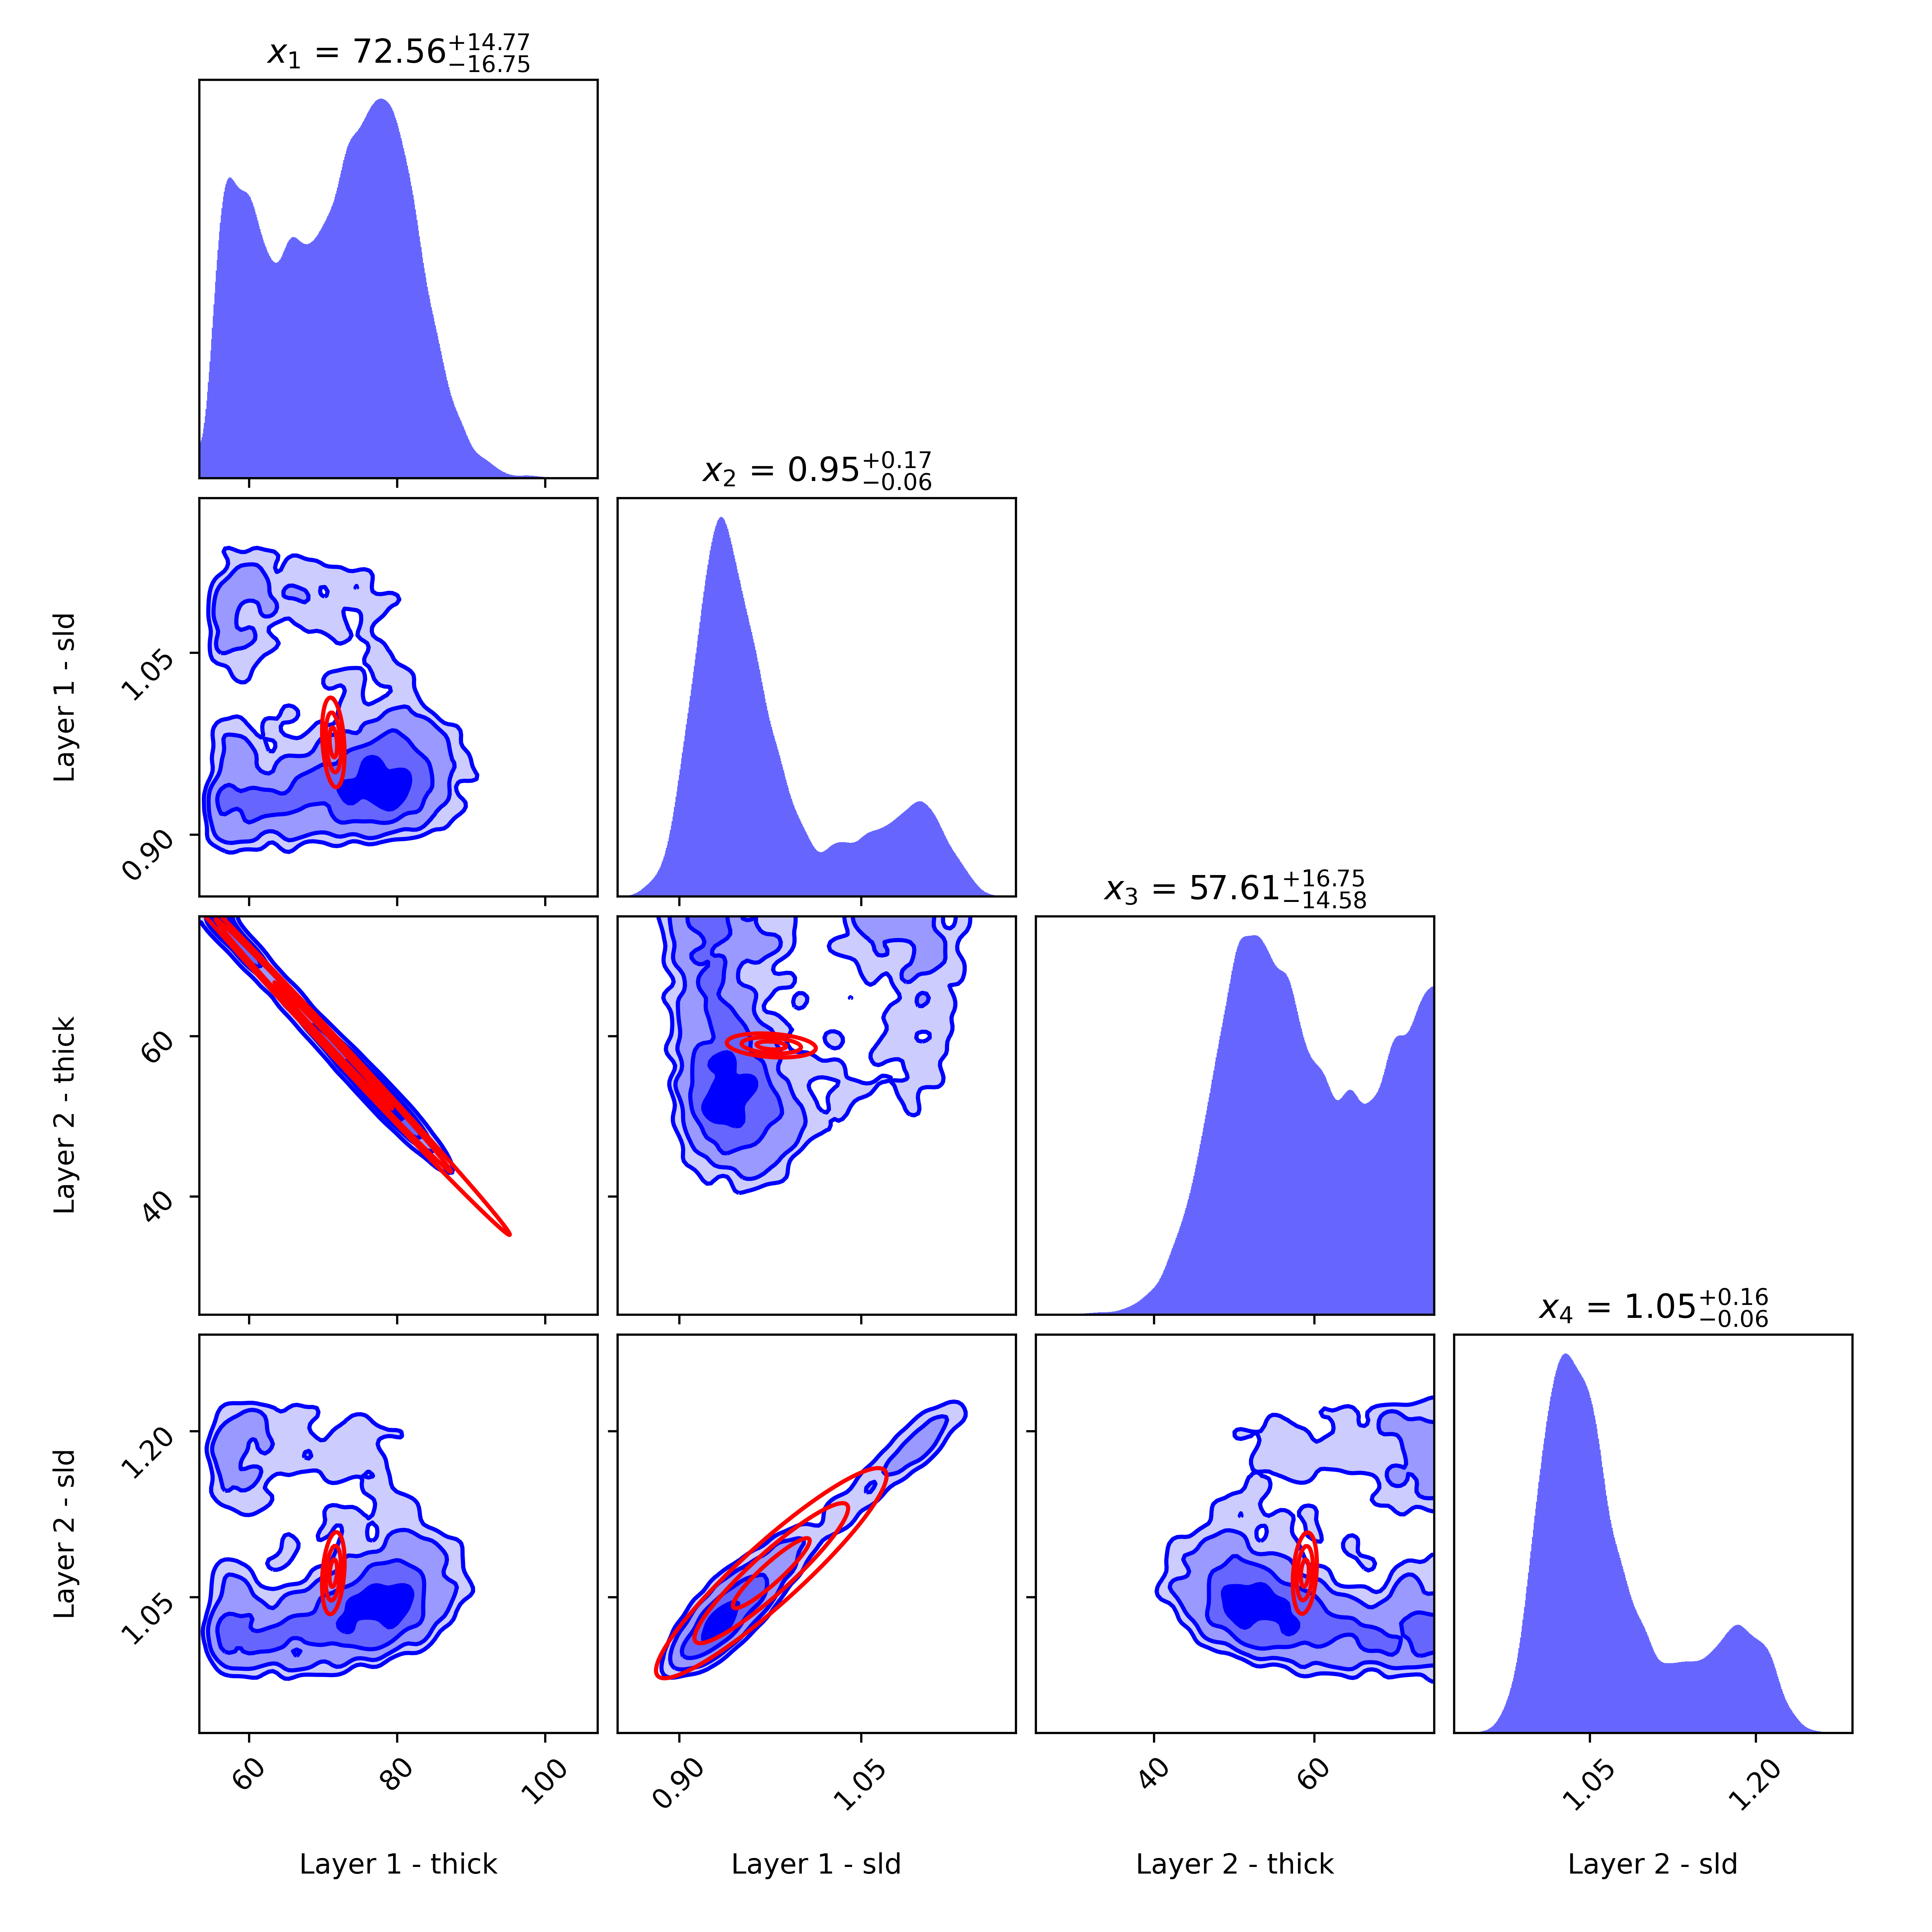 x₁ = 72.56 +14.77 −16.75
x₂ = 0.95 +0.17 −0.06
Layer 1 - sld
1.05
0.90
x₃ = 57.61 +16.75 −14.58
Layer 2 - thick
60
40
x₄ = 1.05 +0.16 −0.06
Layer 2 - sld
1.20
1.05
60 80 100 0.90 1.05 40 60 1.05 1.20
Layer 1 - thick Layer 1 - sld Layer 2 - thick Layer 2 - sld